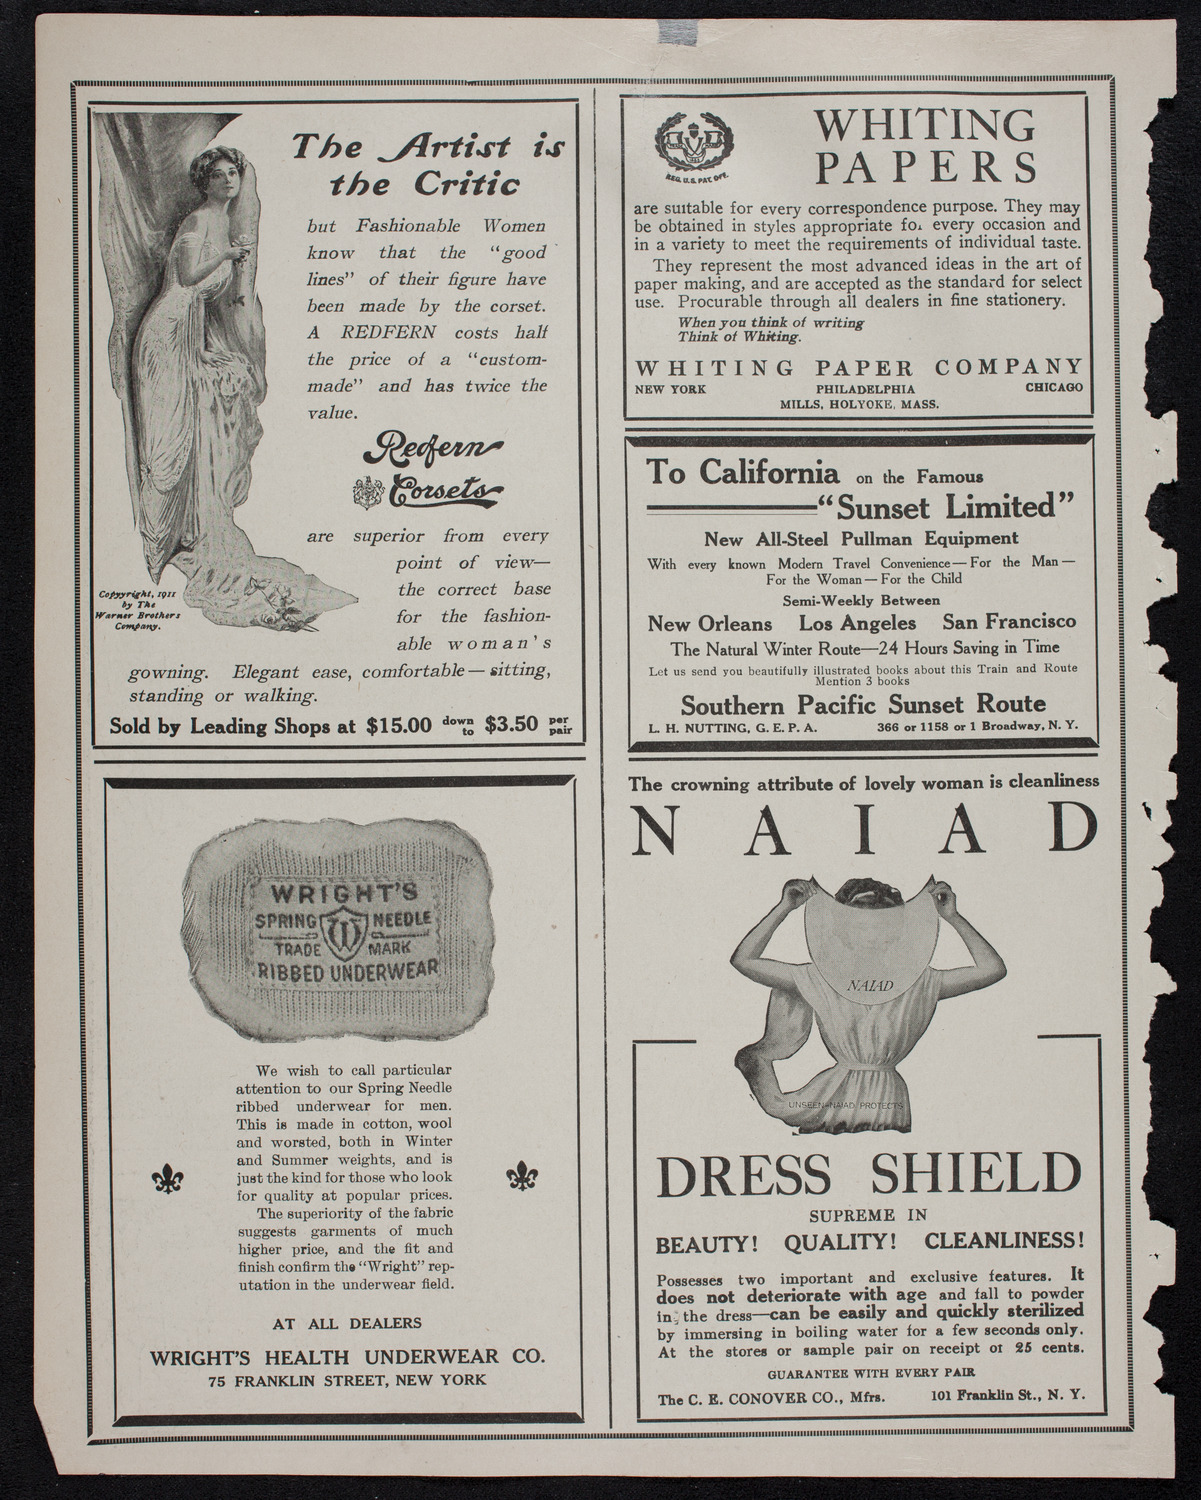 The Artist is
the Critic
but Fashionable Women
know that the "good
lines" of their figure have
been made by the corset.
A REDFERN costs half
the price of a "custom-
made" and has twice the
value.
Redfern
Corsets
are superior from every
point of view—
the correct base
for the fashion-
able woman's
gowning. Elegant ease, comfortable—sitting,
standing or walking.
Copyright, 1911
by The
Warner Brothers
Company.
Sold by Leading Shops at $15.00 down to $3.50 per pair
WRIGHT'S
SPRING NEEDLE
TRADE MARK
RIBBED UNDERWEAR
We wish to call particular
attention to our Spring Needle
ribbed underwear for men.
This is made in cotton, wool
and worsted, both in Winter
and Summer weights, and is
just the kind for those who look
for quality at popular prices.
The superiority of the fabric
suggests garments of much
higher price, and the fit and
finish confirm the "Wright" rep-
utation in the underwear field.
AT ALL DEALERS
WRIGHT'S HEALTH UNDERWEAR CO.
75 FRANKLIN STREET, NEW YORK
REG. U.S. PAT. OFF.
WHITING
PAPERS
are suitable for every correspondence purpose. They may
be obtained in styles appropriate for every occasion and
in a variety to meet the requirements of individual taste.
They represent the most advanced ideas in the art of
paper making, and are accepted as the standard for select
use. Procurable through all dealers in fine stationery.
When you think of writing
Think of Whiting.
WHITING PAPER COMPANY
NEW YORK PHILADELPHIA CHICAGO
MILLS, HOLYOKE, MASS.
To California on the Famous
"Sunset Limited"
New All-Steel Pullman Equipment
With every known Modern Travel Convenience—For the Man—
For the Woman—For the Child
Semi-Weekly Between
New Orleans Los Angeles San Francisco
The Natural Winter Route—24 Hours Saving in Time
Let us send you beautifully illustrated books about this Train and Route
Mention 3 books
Southern Pacific Sunset Route
L. H. NUTTING, G. E. P. A. 366 or 1158 or 1 Broadway, N. Y.
The crowning attribute of lovely woman is cleanliness
NAIAD
NAIAD
UNSEEN-NAIAD PROTECTS
DRESS SHIELD
SUPREME IN
BEAUTY! QUALITY! CLEANLINESS!
Possesses two important and exclusive features. It
does not deteriorate with age and fall to powder
in the dress—can be easily and quickly sterilized
by immersing in boiling water for a few seconds only.
At the stores or sample pair on receipt of 25 cents.
GUARANTEE WITH EVERY PAIR
The C. E. CONOVER CO., Mfrs. 101 Franklin St., N. Y.